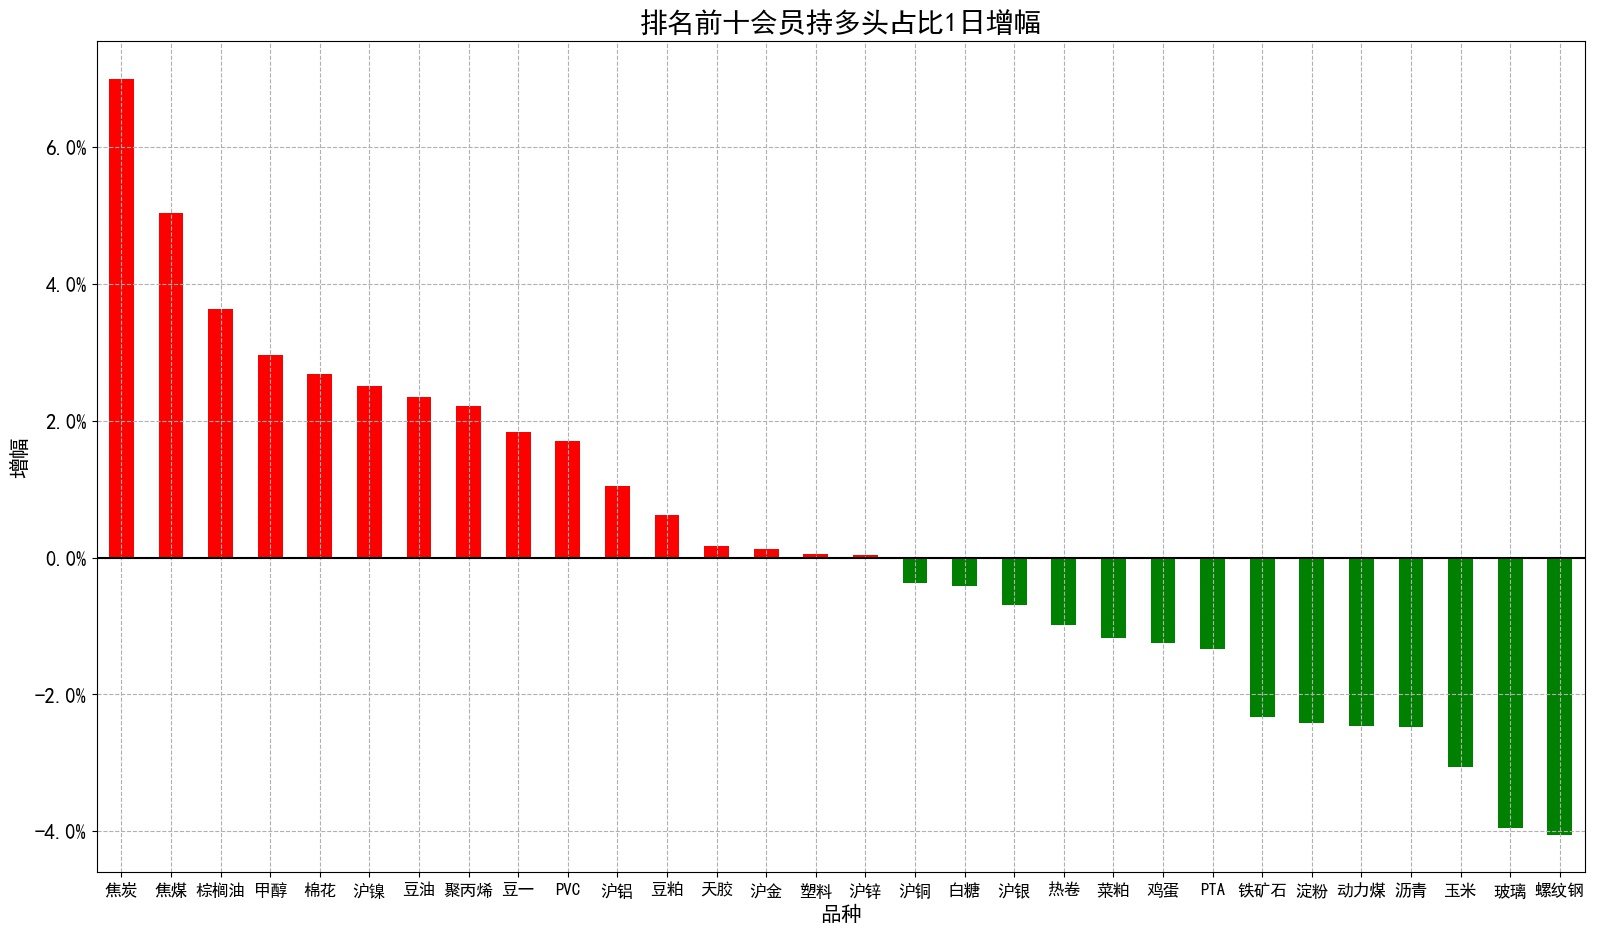 排名前十会员持多头占比1日增幅
6.0%
4.0%
2.0%
0.0%
−2.0%
−4.0%
增幅
焦炭 焦煤 棕榈油 甲醇 棉花 沪镍 豆油 聚丙烯 豆一 PVC 沪铝 豆粕 天胶 沪金 塑料 沪锌 沪铜 白糖 沪银 热卷 菜粕 鸡蛋 PTA 铁矿石 淀粉 动力煤 沥青 玉米 玻璃 螺纹钢
品种